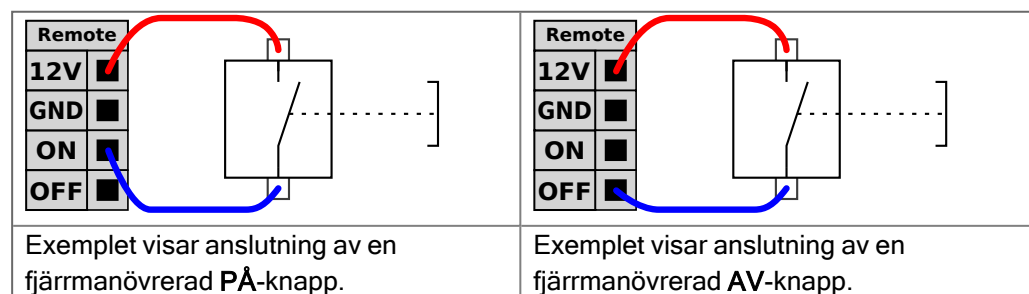 Remote
12V
GND
ON
OFF
Exemplet visar anslutning av en
fjärrmanövrerad PÅ-knapp.
Remote
12V
GND
ON
OFF
Exemplet visar anslutning av en
fjärrmanövrerad AV-knapp.